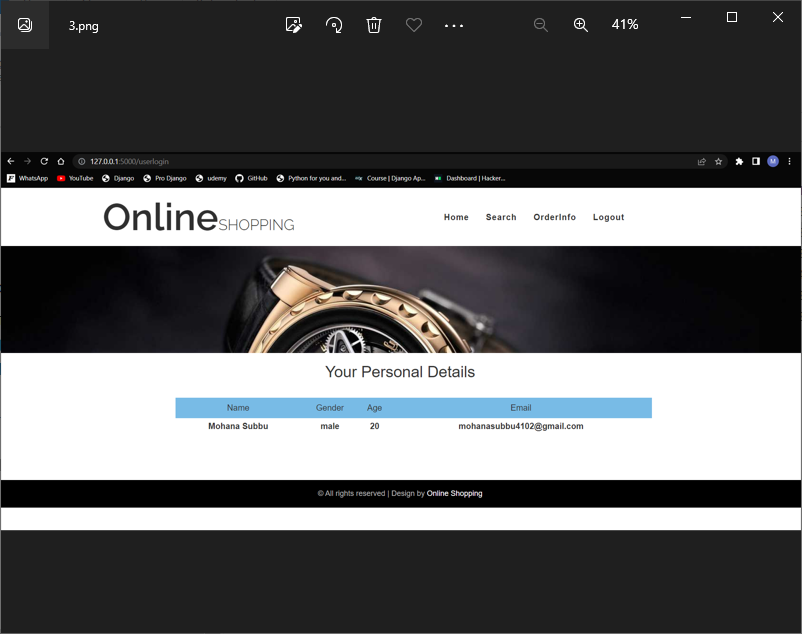 3.png
41%
127.0.0.1:5000/userlogin
M
WhatsApp YouTube Django Pro Django udemy GitHub Python for you and... Course | Django Ap... Dashboard | Hacker...
OnlineSHOPPING
Home Search OrderInfo Logout
Your Personal Details
Name Gender Age Email
Mohana Subbu male 20 mohanasubbu4102@gmail.com
© All rights reserved | Design by Online Shopping